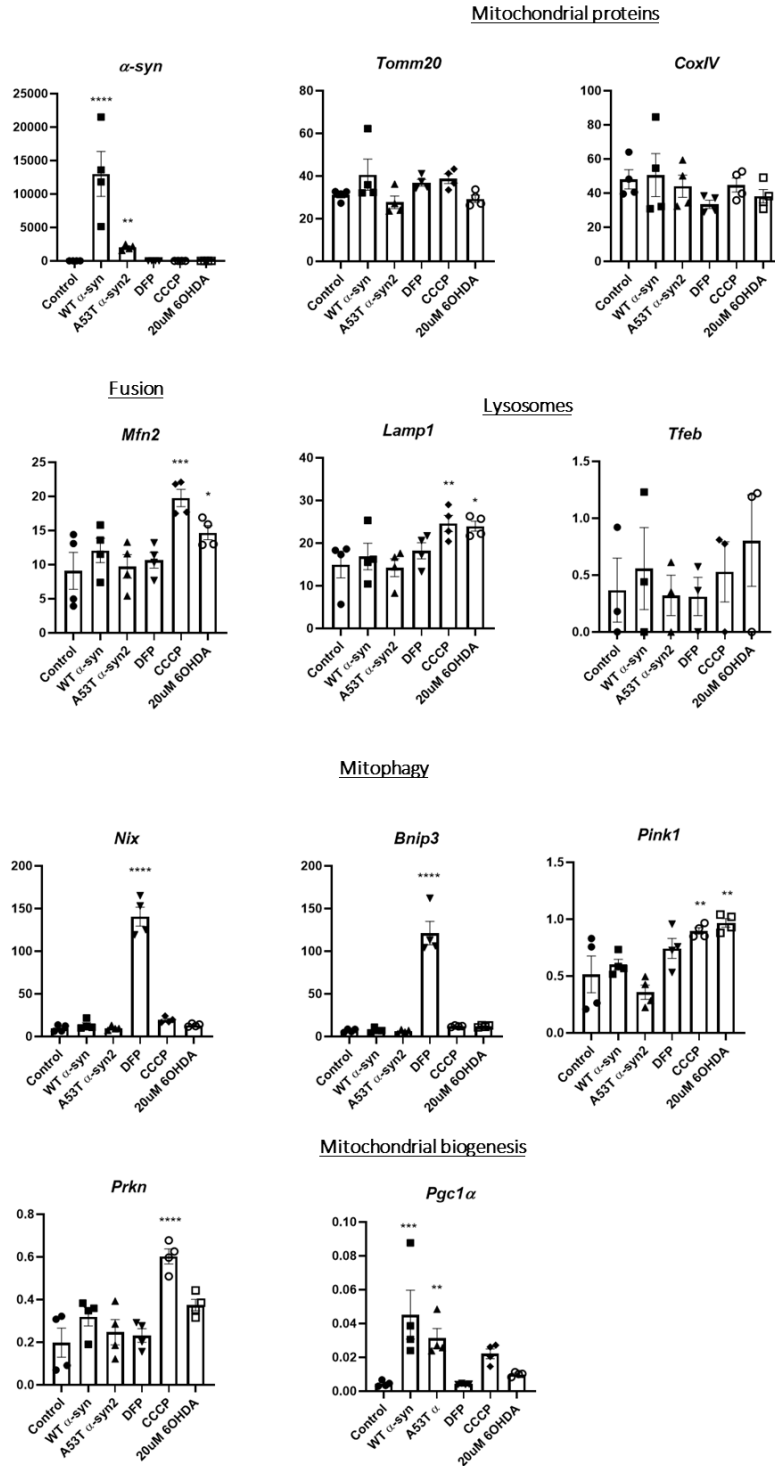 Mitochondrial proteins
α-syn
Tomm20
CoxIV
25000
20000
15000
10000
5000
0
****
**
Control
WT α-syn
A53T α-syn2
DFP
CCCP
20uM 6OHDA
60
40
20
0
Control
WT α-syn
A53T α-syn2
DFP
CCCP
20uM 6OHDA
100
80
60
40
20
0
Control
WT α-syn
A53T α-syn2
DFP
CCCP
20uM 6OHDA
Fusion
Lysosomes
Mfn2
Lamp1
Tfeb
25
20
15
10
5
0
***
*
Control
WT α-syn
A53T α-syn2
DFP
CCCP
20uM 6OHDA
40
30
20
10
0
**
*
Control
WT α-syn
A53T α-syn2
DFP
CCCP
20uM 6OHDA
1.5
1.0
0.5
0.0
Control
WT α-syn
A53T α-syn2
DFP
CCCP
20uM 6OHDA
Mitophagy
Nix
Bnip3
Pink1
200
150
100
50
0
****
Control
WT α-syn
A53T α-syn2
DFP
CCCP
20uM 6OHDA
200
150
100
50
0
****
Control
WT α-syn
A53T α-syn2
DFP
CCCP
20uM 6OHDA
1.5
1.0
0.5
0.0
**
**
Control
WT α-syn
A53T α-syn2
DFP
CCCP
20uM 6OHDA
Mitochondrial biogenesis
Prkn
Pgc1α
0.8
0.6
0.4
0.2
0.0
****
Control
WT α-syn
A53T α-syn2
DFP
CCCP
20uM 6OHDA
0.10
0.08
0.06
0.04
0.02
0.00
***
**
Control
WT α-syn
A53T α
DFP
CCCP
20uM 6OHDA